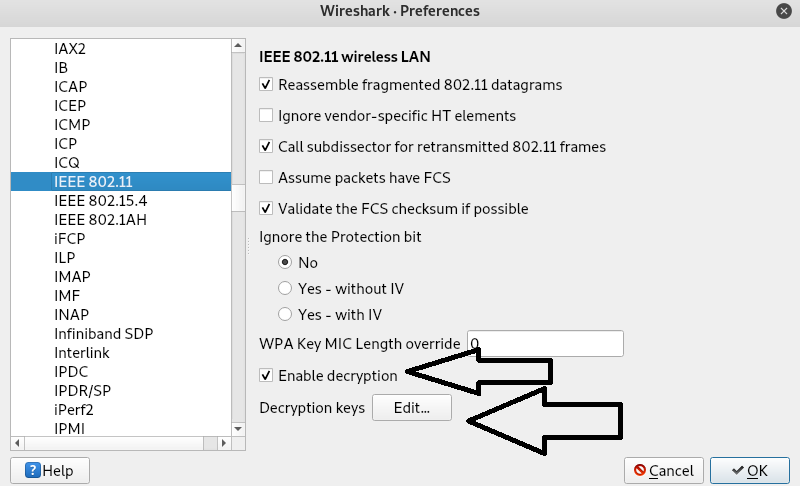 Wireshark · Preferences
IAX2
IB
ICAP
ICEP
ICMP
ICP
ICQ
IEEE 802.11
IEEE 802.15.4
IEEE 802.1AH
iFCP
ILP
IMAP
IMF
INAP
Infiniband SDP
Interlink
IPDC
IPDR/SP
iPerf2
IPMI
IEEE 802.11 wireless LAN
Reassemble fragmented 802.11 datagrams
Ignore vendor-specific HT elements
Call subdissector for retransmitted 802.11 frames
Assume packets have FCS
Validate the FCS checksum if possible
Ignore the Protection bit
No
Yes - without IV
Yes - with IV
WPA Key MIC Length override 0
Enable decryption
Decryption keys Edit...
Help Cancel OK